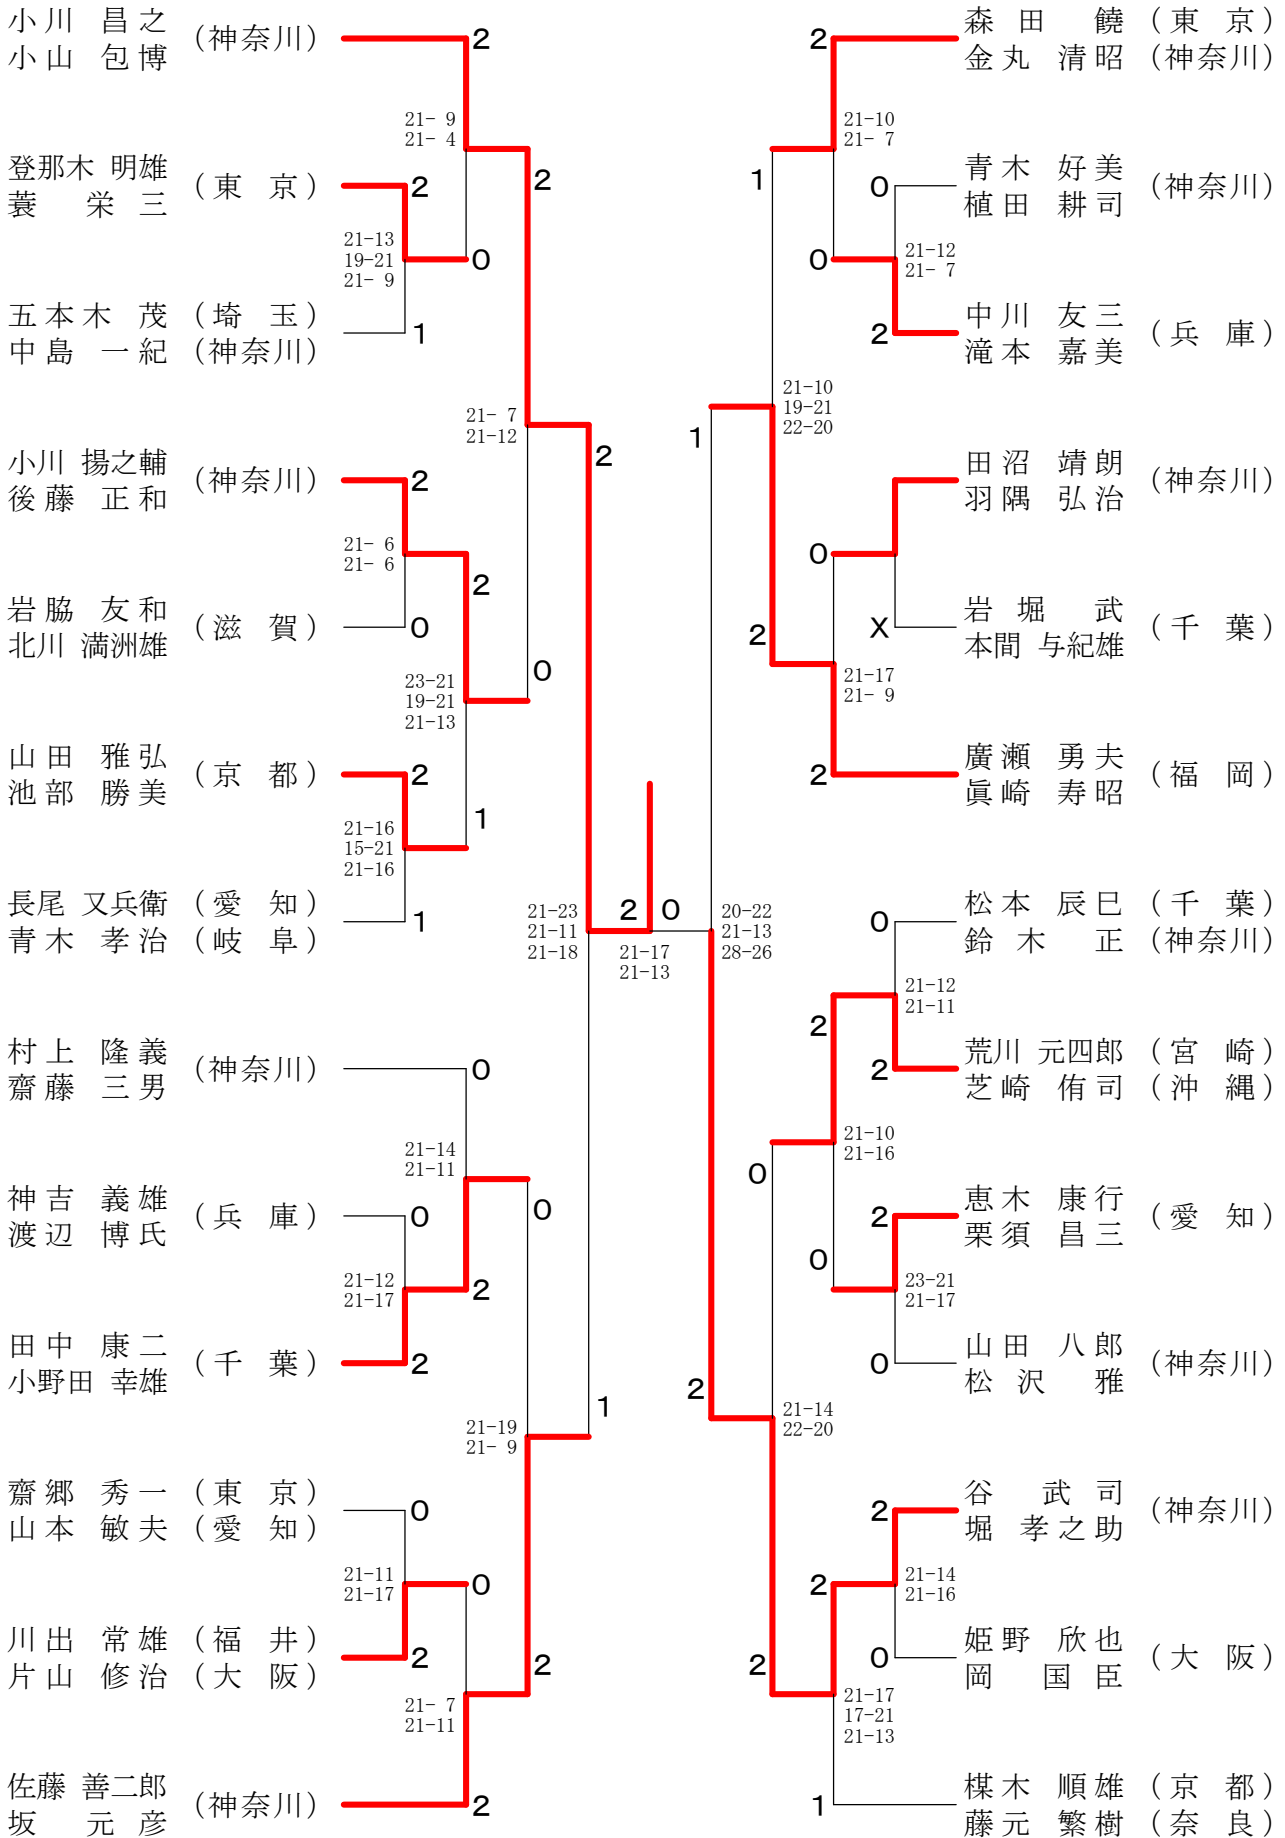 小川 昌之 (神奈川)
小山 包博
2
21- 9
21- 4
登那木 明雄 (東 京)
蓑 栄三
2
2
21-13
19-21
21- 9
0
五本木 茂 (埼 玉)
中島 一紀 (神奈川)
1
21- 7
21-12
2
小川 揚之輔 (神奈川)
後藤 正和
2
21- 6
21- 6
2
岩脇 友和 (滋 賀)
北川 満洲雄
0
0
23-21
19-21
21-13
山田 雅弘 (京 都)
池部 勝美
2
1
21-16
15-21
21-16
長尾 又兵衛 (愛 知)
青木 孝治 (岐 阜)
1
21-23
21-11
21-18
2 0
21-17
21-13
村上 隆義 (神奈川)
齋藤 三男
0
21-14
21-11
神吉 義雄 (兵 庫)
渡辺 博氏
0
0
21-12
21-17
2
田中 康二 (千 葉)
小野田 幸雄
2
1
21-19
21- 9
齋郷 秀一 (東 京)
山本 敏夫 (愛 知)
0
21-11
21-17
0
川出 常雄 (福 井)
片山 修治 (大 阪)
2
2
21- 7
21-11
佐藤 善二郎 (神奈川)
坂 元彦
2
2
森田 饒 (東 京)
金丸 清昭 (神奈川)
21-10
21- 7
1
0
青木 好美 (神奈川)
植田 耕司
0
21-12
21- 7
2
中川 友三 (兵 庫)
滝本 嘉美
21-10
19-21
22-20
1
田沼 靖朗 (神奈川)
羽隅 弘治
0
X
岩堀 武 (千 葉)
本間 与紀雄
2
21-17
21- 9
2
廣瀬 勇夫 (福 岡)
眞崎 寿昭
0
松本 辰巳 (千 葉)
鈴木 正 (神奈川)
20-22
21-13
28-26
21-12
21-11
2
2
荒川 元四郎 (宮 崎)
芝崎 侑司 (沖 縄)
21-10
21-16
0
2
恵木 康行 (愛 知)
栗須 昌三
0
23-21
21-17
0
山田 八郎 (神奈川)
松沢 雅
2
21-14
22-20
2
谷 武司 (神奈川)
堀 孝之助
2
21-14
21-16
0
姫野 欣也 (大 阪)
岡 国臣
2
21-17
17-21
21-13
1
楳木 順雄 (京 都)
藤元 繁樹 (奈 良)